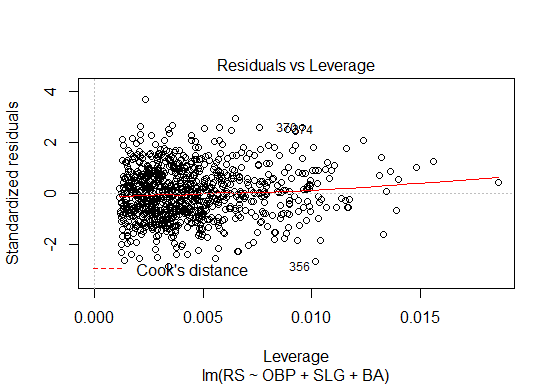 Residuals vs Leverage
Standardized residuals
4
2
0
-2
374
356
Cook's distance
0.000 0.005 0.010 0.015
Leverage
lm(RS ~ OBP + SLG + BA)